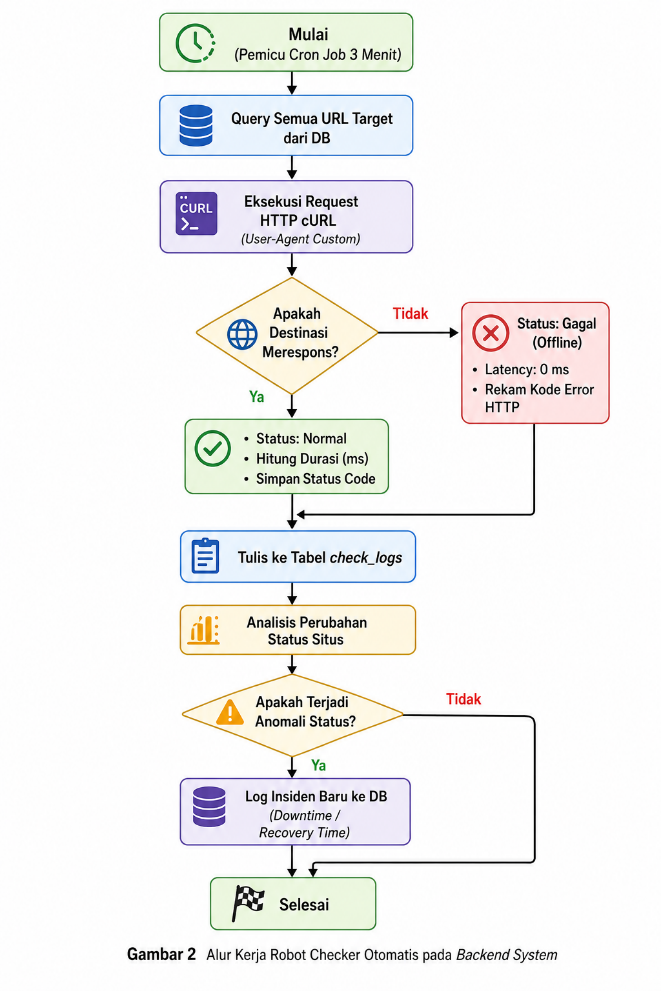 Mulai
(Pemicu Cron Job 3 Menit)
Query Semua URL Target
dari DB
CURL
>_
Eksekusi Request
HTTP cURL
(User-Agent Custom)
Apakah
Destinasi
Merespons?
Tidak
Status: Gagal
(Offline)
• Latency: 0 ms
• Rekam Kode Error
HTTP
Ya
• Status: Normal
• Hitung Durasi (ms)
• Simpan Status Code
Tulis ke Tabel check_logs
Analisis Perubahan
Status Situs
Apakah Terjadi
Anomali Status?
Tidak
Ya
Log Insiden Baru ke DB
(Downtime /
Recovery Time)
Selesai
Gambar 2 Alur Kerja Robot Checker Otomatis pada Backend System